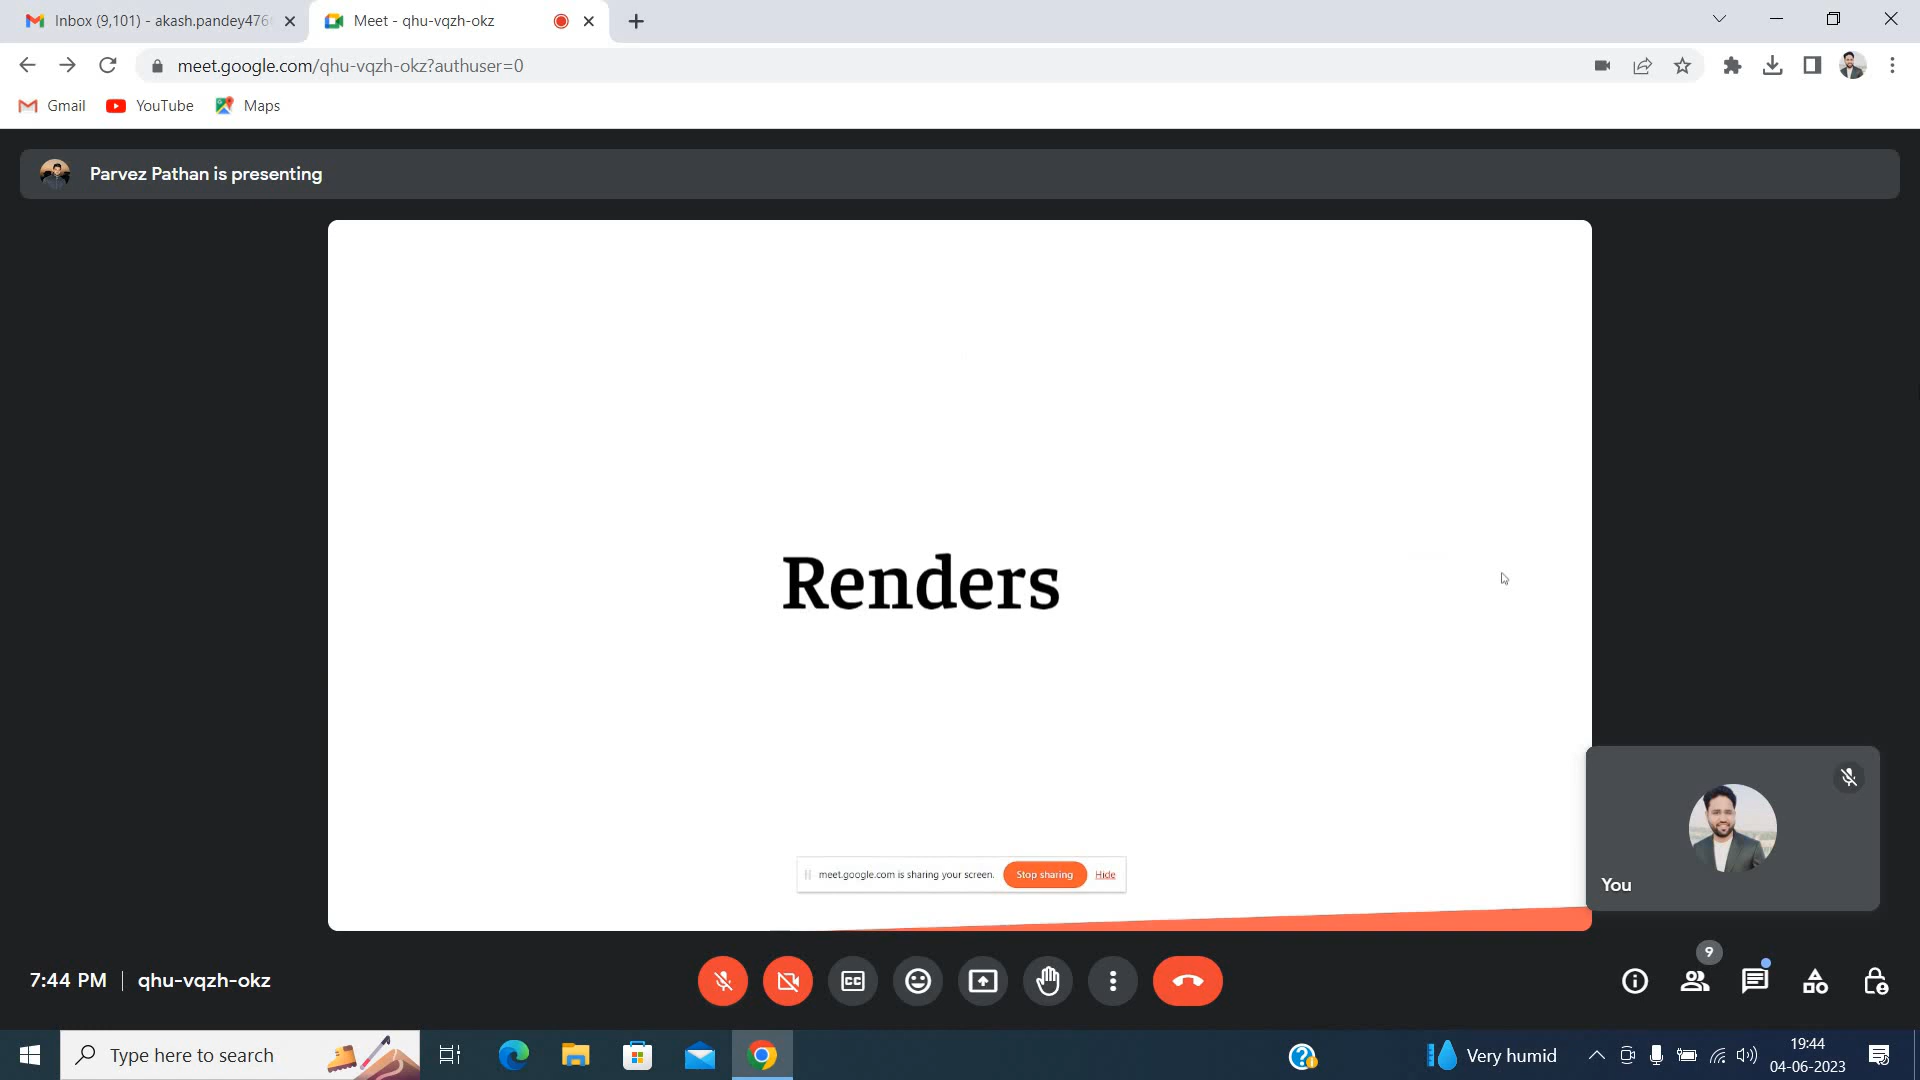 Inbox (9,101) - akash.pandey476
Meet - qhu-vqzh-okz
meet.google.com/qhu-vqzh-okz?authuser=0
Gmail
YouTube
Maps
Parvez Pathan is presenting
Renders
meet.google.com is sharing your screen.
Stop sharing
Hide
You
7:44 PM
qhu-vqzh-okz
CC
9
Type here to search
Very humid
19:44
04-06-2023